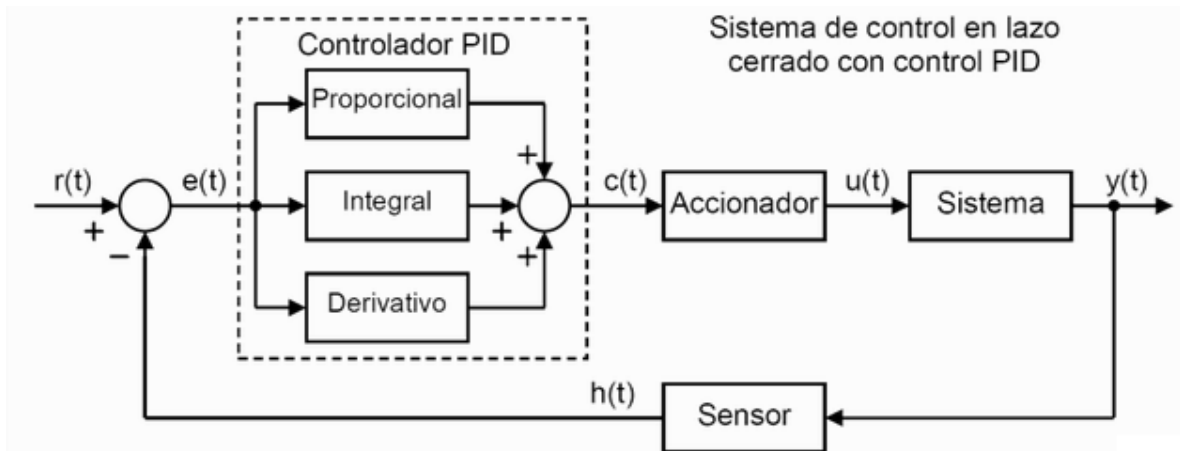 Controlador PID
Sistema de control en lazo
cerrado con control PID
Proporcional
+
r(t)
e(t)
Integral
c(t)
Accionador
u(t)
Sistema
y(t)
+
−
+
+
Derivativo
h(t)
Sensor